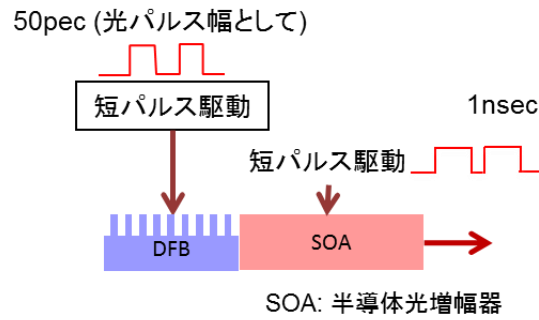 50pec (光パルス幅として)
短パルス駆動
1nsec
短パルス駆動
DFB
SOA
SOA: 半導体光増幅器